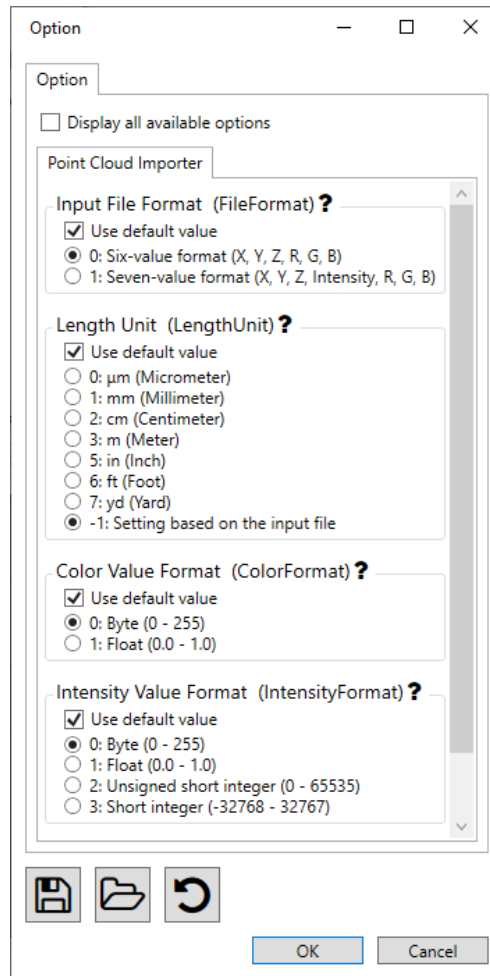 Option
Option
Display all available options
Point Cloud Importer
Input File Format (FileFormat) ?
Use default value
0: Six-value format (X, Y, Z, R, G, B)
1: Seven-value format (X, Y, Z, Intensity, R, G, B)
Length Unit (LengthUnit) ?
Use default value
0: µm (Micrometer)
1: mm (Millimeter)
2: cm (Centimeter)
3: m (Meter)
5: in (Inch)
6: ft (Foot)
7: yd (Yard)
-1: Setting based on the input file
Color Value Format (ColorFormat) ?
Use default value
0: Byte (0 - 255)
1: Float (0.0 - 1.0)
Intensity Value Format (IntensityFormat) ?
Use default value
0: Byte (0 - 255)
1: Float (0.0 - 1.0)
2: Unsigned short integer (0 - 65535)
3: Short integer (-32768 - 32767)
OK Cancel